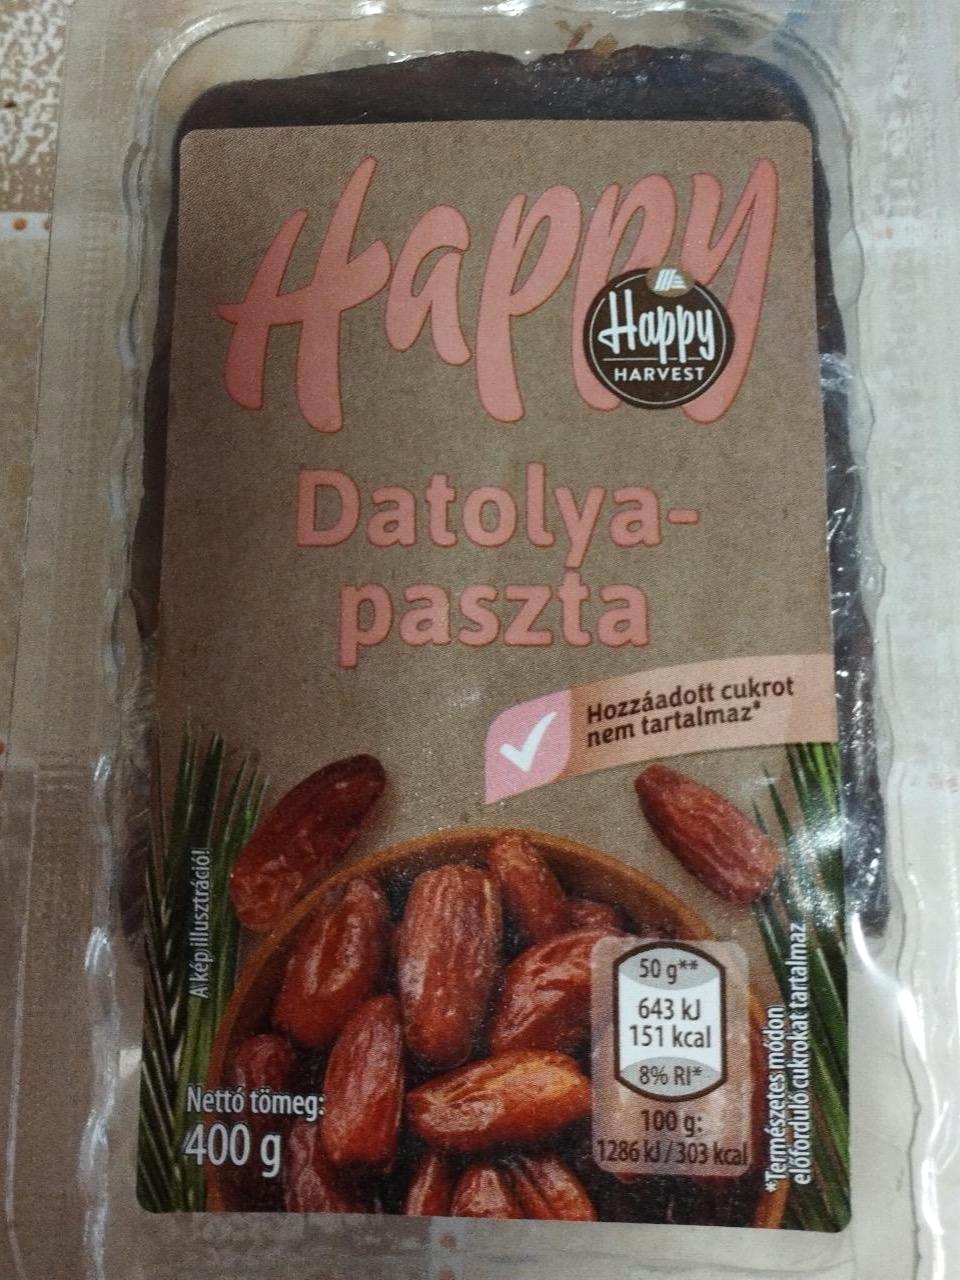 Happy
Happy
HARVEST
Datolya-
paszta
Hozzáadott cukrot
nem tartalmaz*
A kép illusztráció!
50 g**
643 kJ
151 kcal
8% RI*
100 g:
1286 kJ / 303 kcal
Nettó tömeg:
400 g
*Természetes módon
előforduló cukrokat tartalmaz